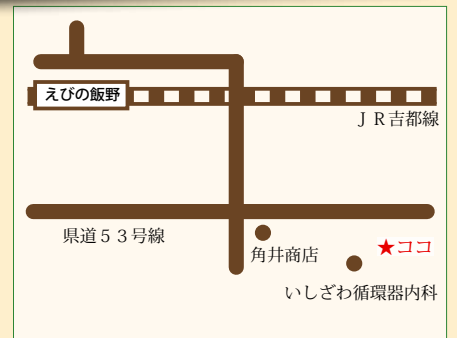 えびの飯野
ＪＲ吉都線
県道５３号線
角井商店
★ココ
いしざわ循環器内科